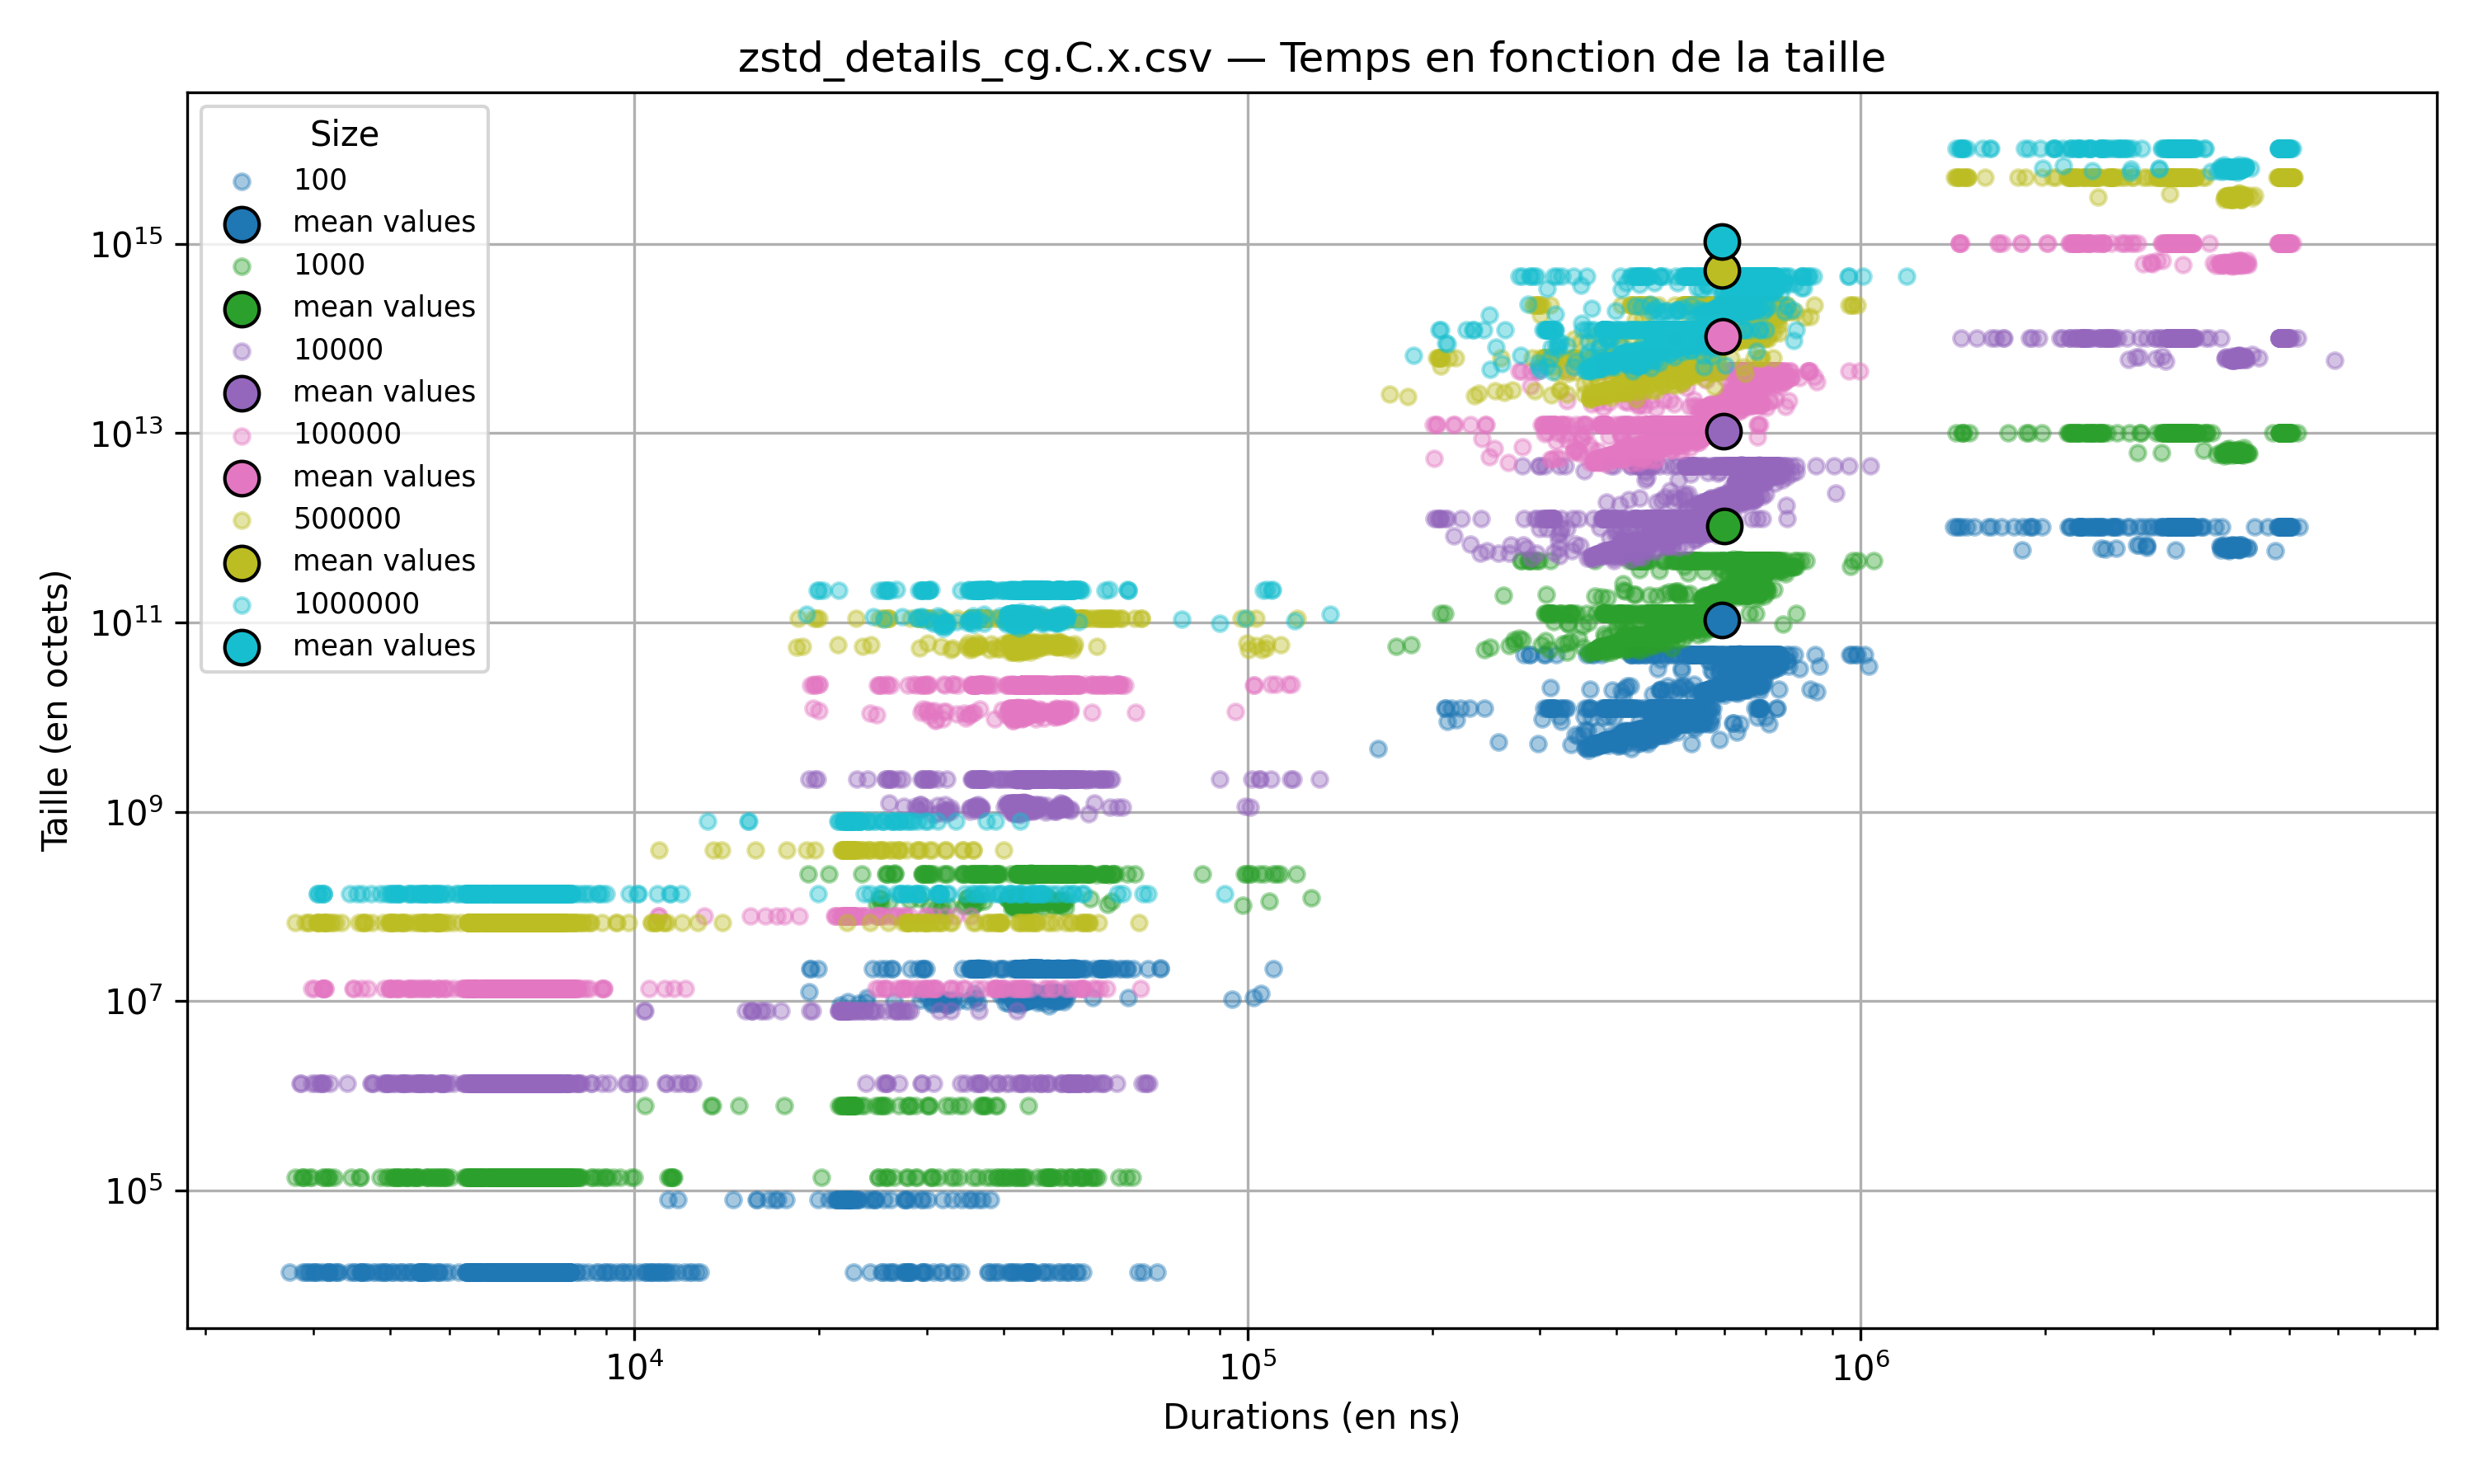 zstd_details_cg.C.x.csv — Temps en fonction de la taille
Size
100
mean values
1000
mean values
10000
mean values
100000
mean values
500000
mean values
1000000
mean values
Taille (en octets)
10^15
10^13
10^11
10^9
10^7
10^5
10^4
10^5
10^6
Durations (en ns)